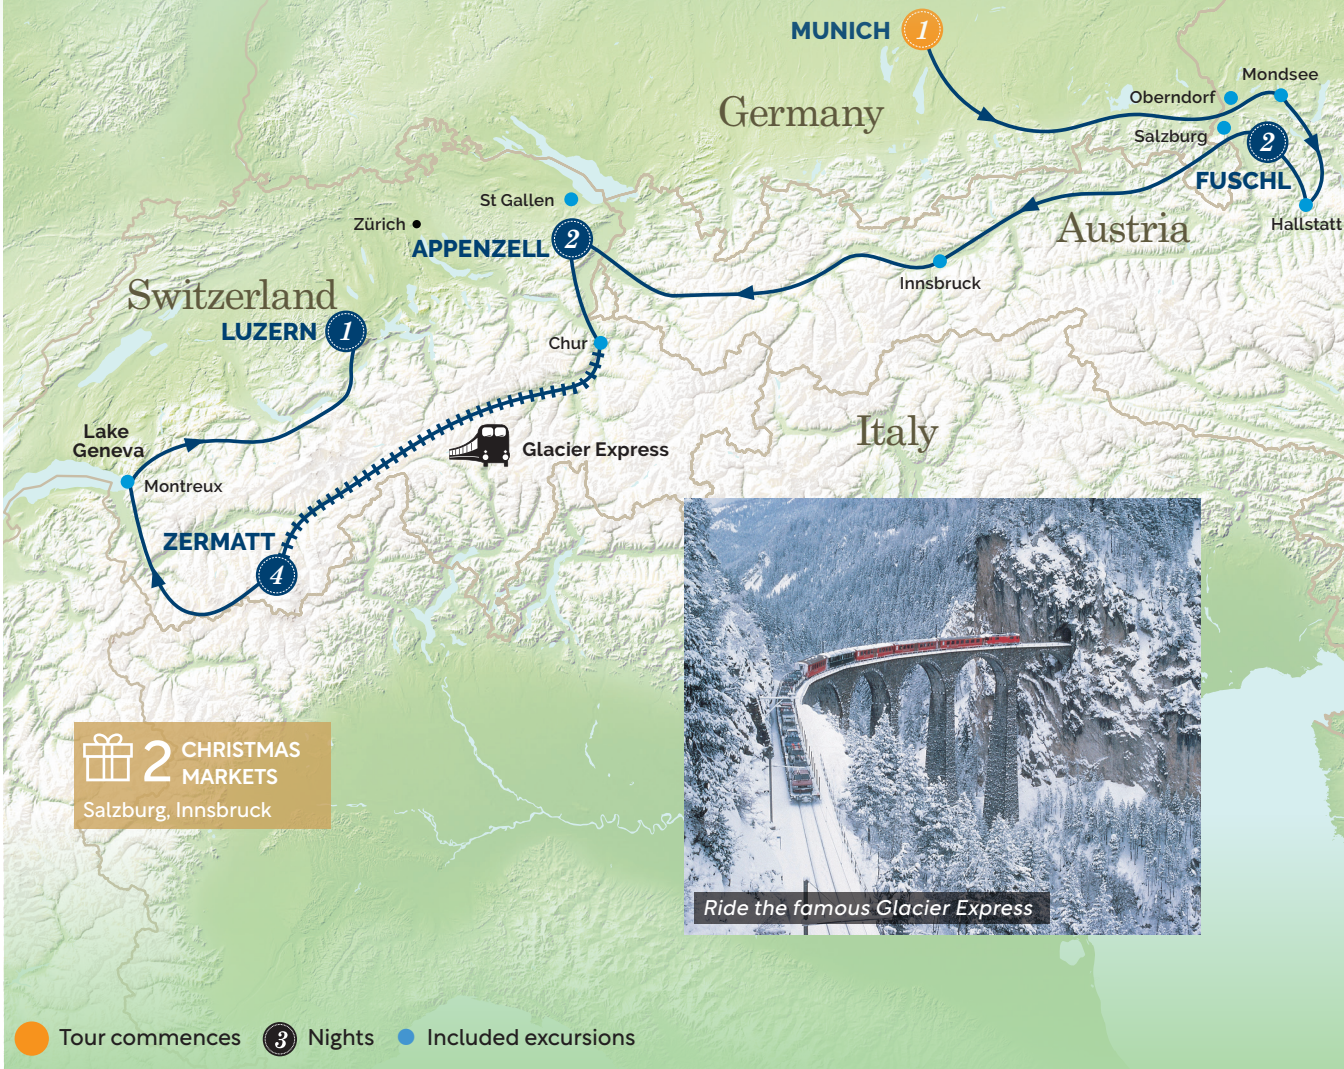 MUNICH 1
Mondsee
Oberndorf
Germany
Salzburg
2
FUSCHL
St Gallen
Zürich
Hallstatt
Austria
APPENZELL 2
Innsbruck
Switzerland
LUZERN 1
Chur
Lake
Geneva
Italy
Glacier Express
Montreux
ZERMATT
4
2 CHRISTMAS
MARKETS
Salzburg, Innsbruck
Ride the famous Glacier Express
Tour commences 3 Nights Included excursions